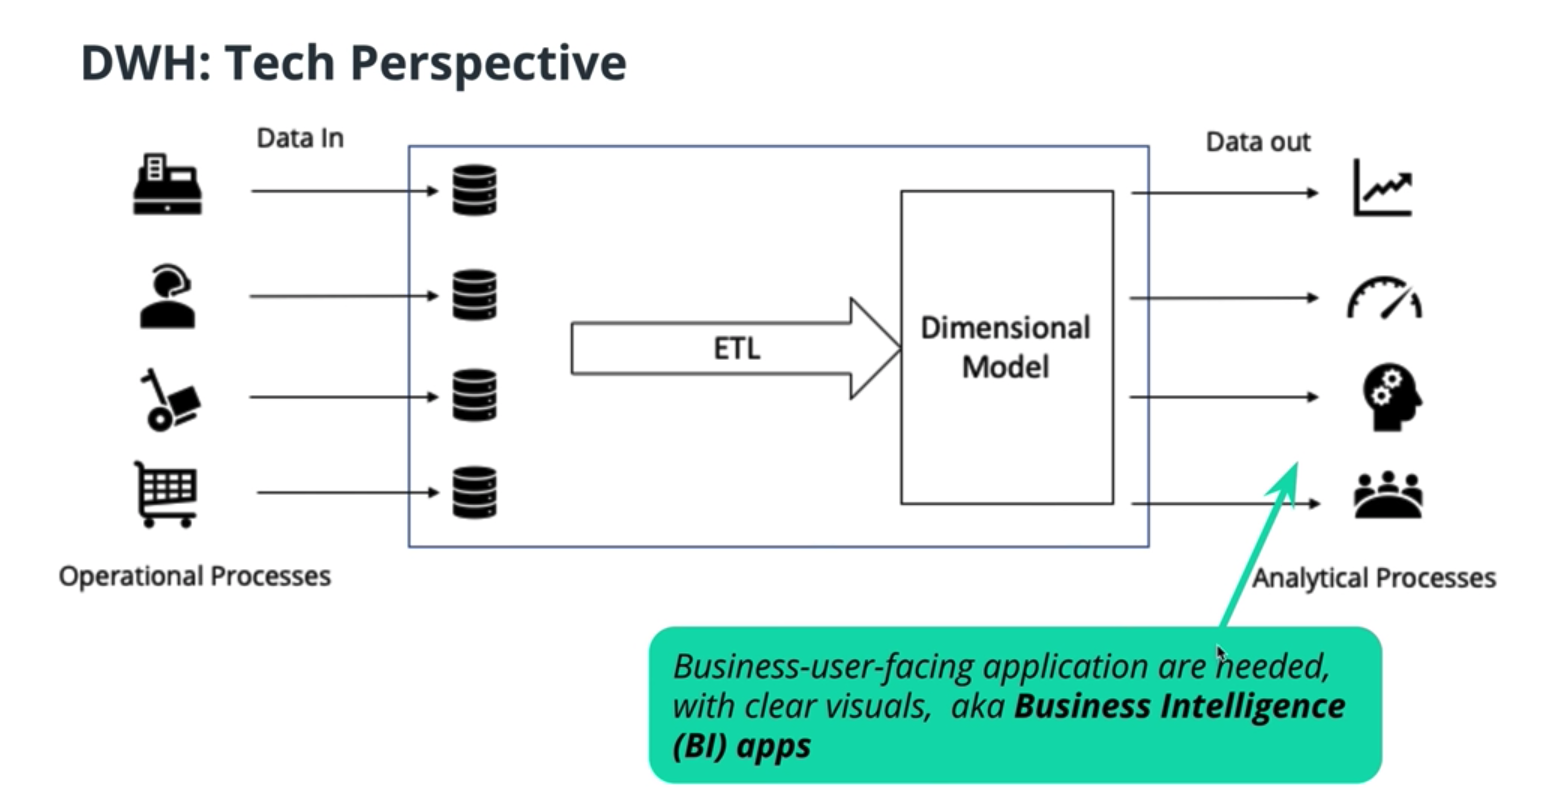 DWH: Tech Perspective
Data In
Data out
ETL
Dimensional
Model
Operational Processes
Analytical Processes
Business-user-facing application are needed,
with clear visuals,  aka Business Intelligence
(BI) apps